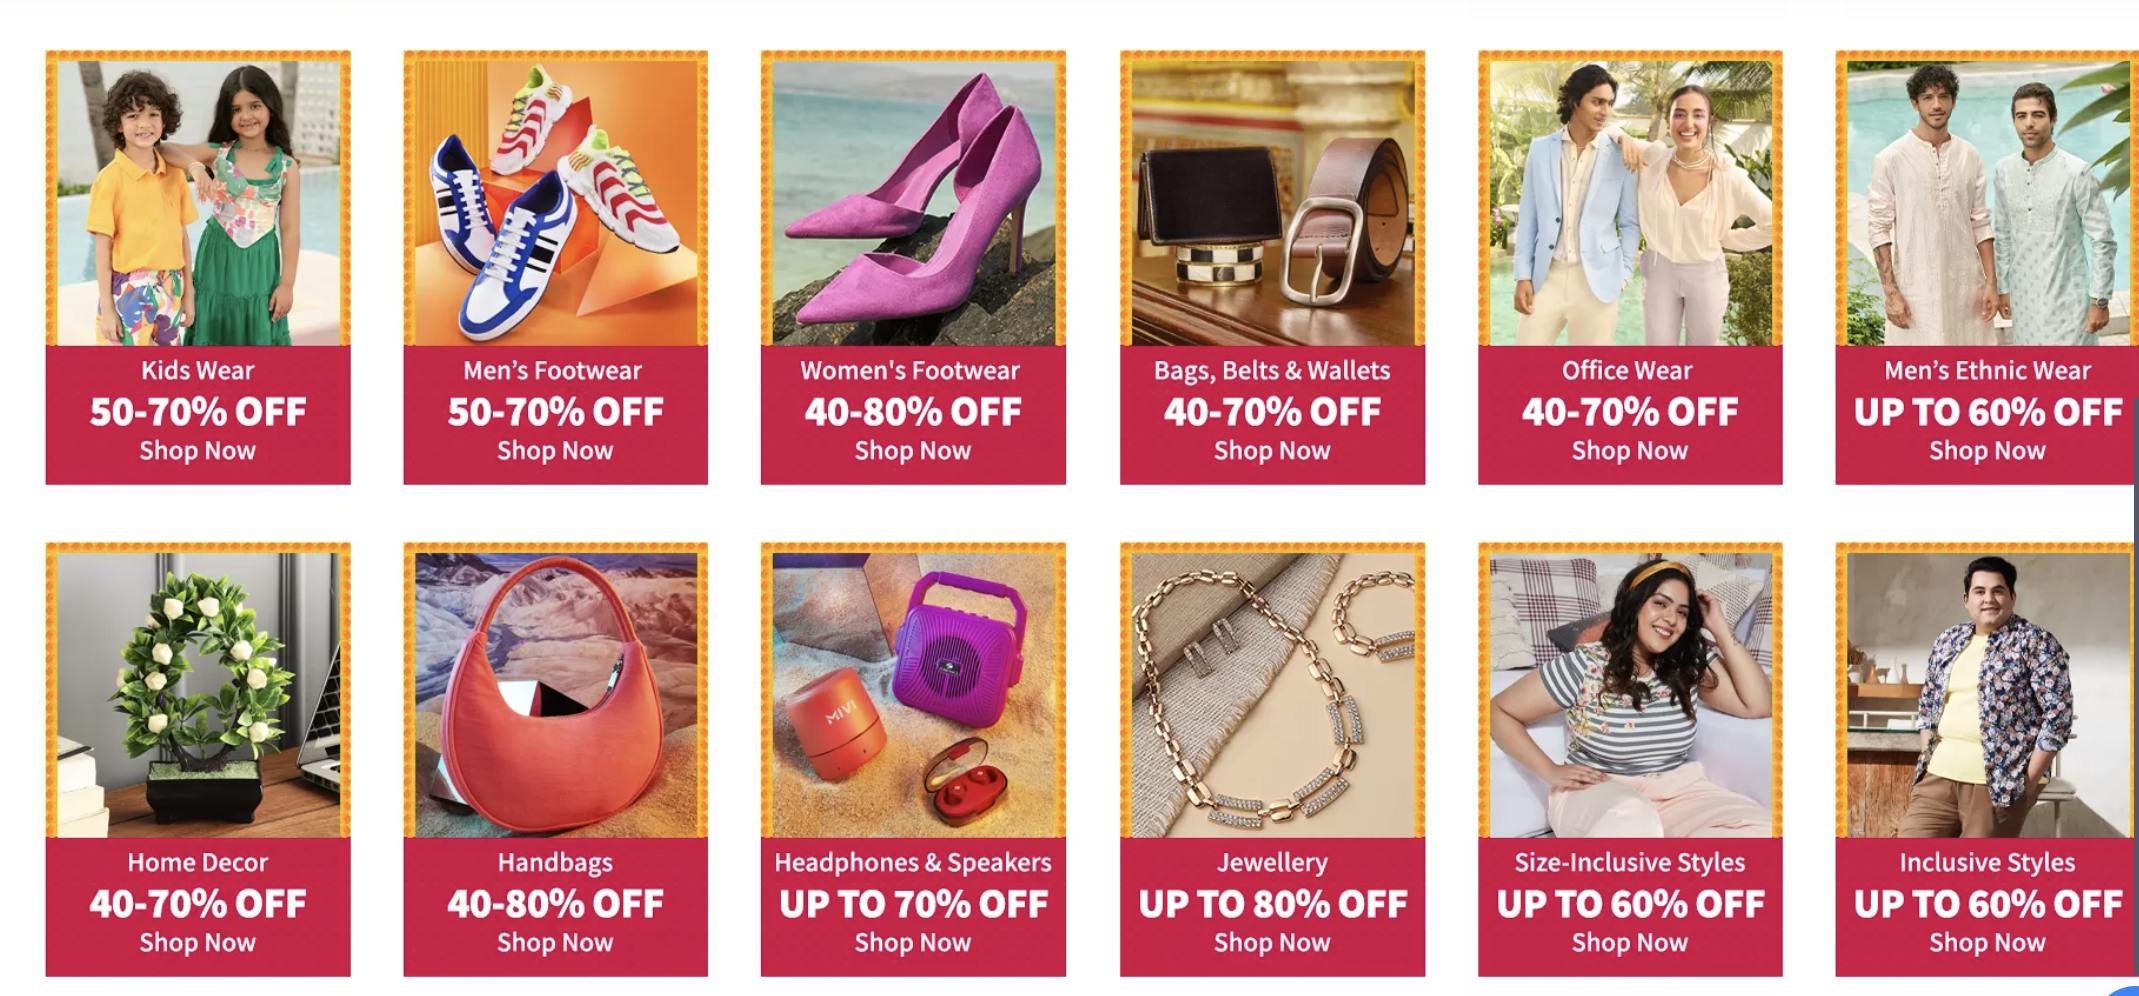 Kids Wear
50-70% OFF
Shop Now
Men’s Footwear
50-70% OFF
Shop Now
Women's Footwear
40-80% OFF
Shop Now
Bags, Belts & Wallets
40-70% OFF
Shop Now
Office Wear
40-70% OFF
Shop Now
Men’s Ethnic Wear
UP TO 60% OFF
Shop Now
Home Decor
40-70% OFF
Shop Now
Handbags
40-80% OFF
Shop Now
MIVI
Headphones & Speakers
UP TO 70% OFF
Shop Now
Jewellery
UP TO 80% OFF
Shop Now
Size-Inclusive Styles
UP TO 60% OFF
Shop Now
Inclusive Styles
UP TO 60% OFF
Shop Now